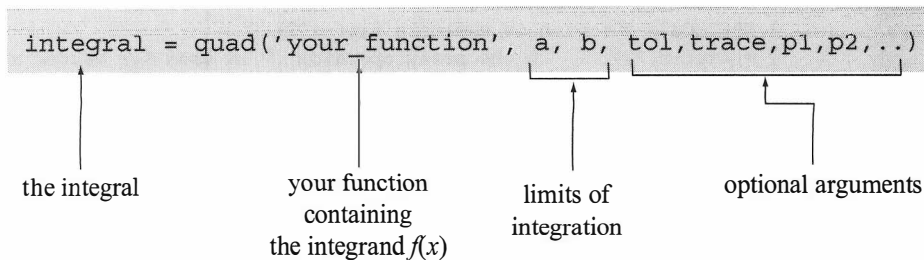 integral = quad('your_function', a, b, tol,trace,p1,p2,..)
the integral
your function
containing
the integrand f(x)
limits of
integration
optional arguments